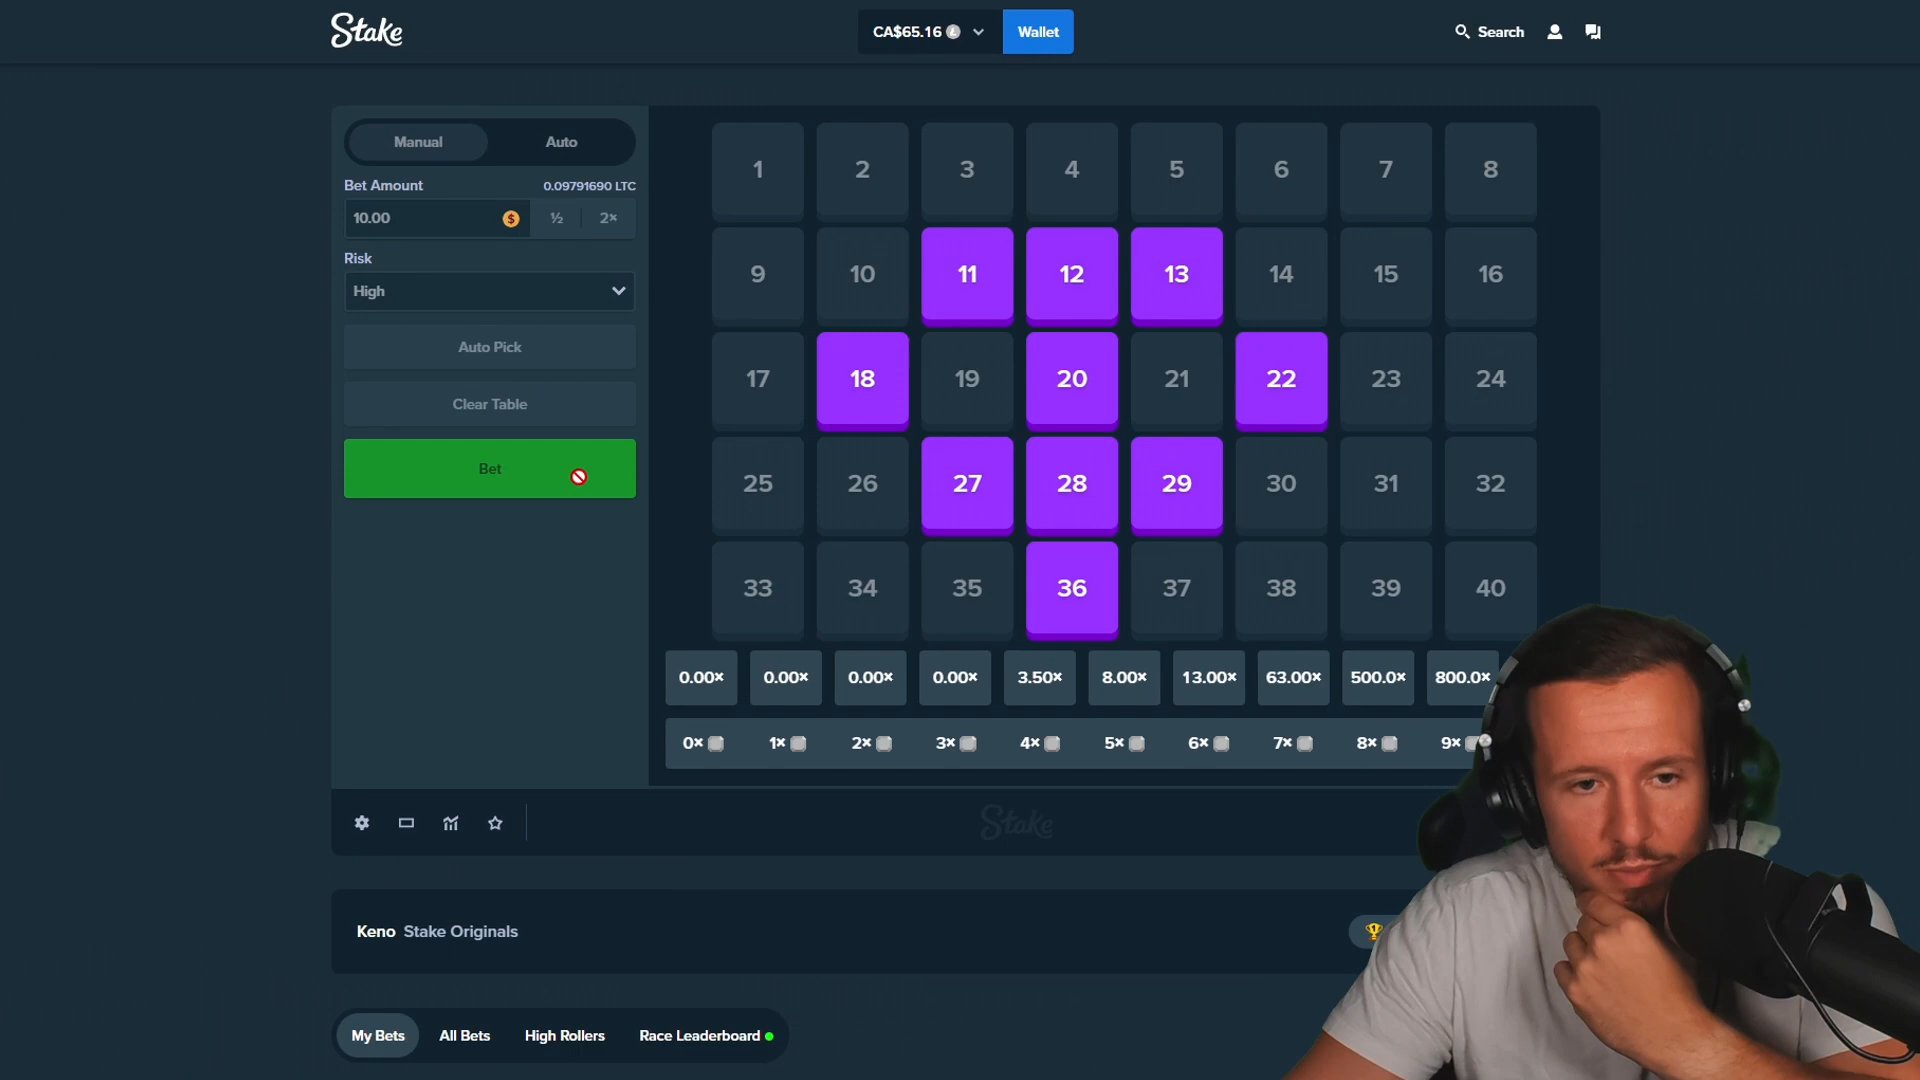 Stake
CA$65.16
Wallet
Search
Manual
Auto
Bet Amount
0.09791690 LTC
10.00
$
½
2×
Risk
High
Auto Pick
Clear Table
Bet
1 2 3 4 5 6 7 8
9 10 11 12 13 14 15 16
17 18 19 20 21 22 23 24
25 26 27 28 29 30 31 32
33 34 35 36 37 38 39 40
0.00× 0.00× 0.00× 0.00× 3.50× 8.00× 13.00× 63.00× 500.0× 800.0×
0× 1× 2× 3× 4× 5× 6× 7× 8× 9×
Stake
Keno Stake Originals
My Bets All Bets High Rollers Race Leaderboard